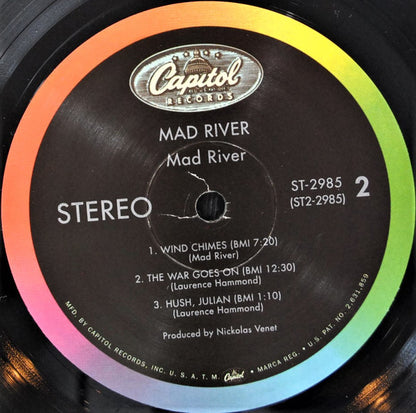 Capitol
RECORDS
MAD RIVER
Mad River
STEREO
ST-2985
(ST2-2985)
2
1. WIND CHIMES (BMI 7:20)
(Mad River)
2. THE WAR GOES ON (BMI 12:30)
(Laurence Hammond)
3. HUSH, JULIAN (BMI 1:10)
(Laurence Hammond)
Produced by Nickolas Venet
MFD. BY CAPITOL RECORDS, INC. U.S.A. T.M. Capitol MARCA REG. • U.S. PAT. NO. 2,631,859